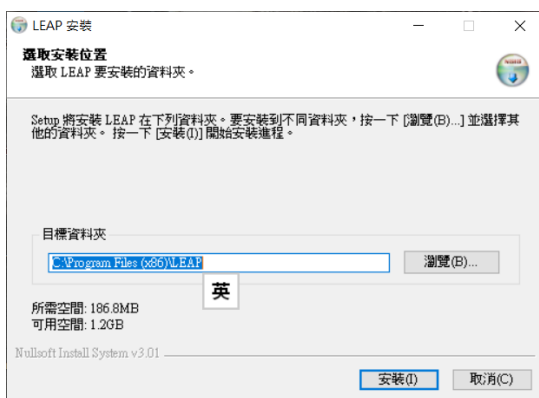 LEAP 安裝
選取安裝位置
選取 LEAP 要安裝的資料夾。
Setup 將安裝 LEAP 在下列資料夾。要安裝到不同資料夾，按一下 [瀏覽(B)...] 並選擇其
他的資料夾。 按一下 [安裝(I)] 開始安裝進程。
目標資料夾
C:\Program Files (x86)\LEAP
瀏覽(B)...
英
所需空間: 186.8MB
可用空間: 1.2GB
Nullsoft Install System v3.01
安裝(I)
取消(C)